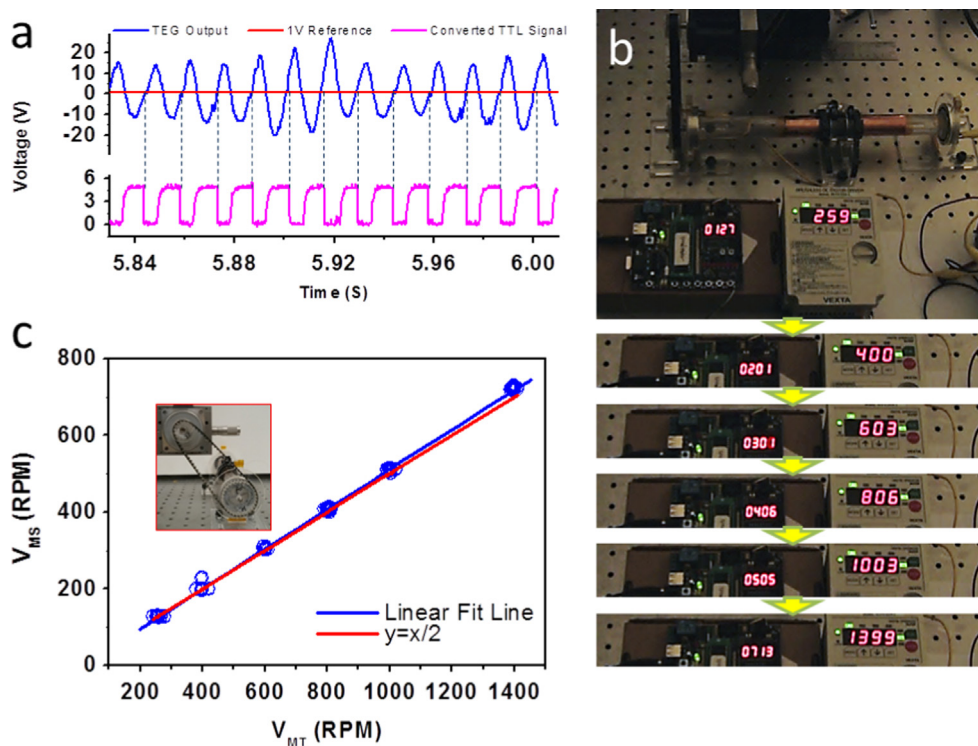 a
TEG Output 1V Reference Converted TTL Signal
Voltage (V)
20
10
0
-10
-20
6
3
0
5.84 5.88 5.92 5.96 6.00
Time (S)
b
259
0127
VEXTA
400
0201
603
0301
806
0406
1003
0505
1399
0713
c
800
600
400
200
0
V_MS (RPM)
Linear Fit Line
y=x/2
200 400 600 800 1000 1200 1400
V_MT (RPM)